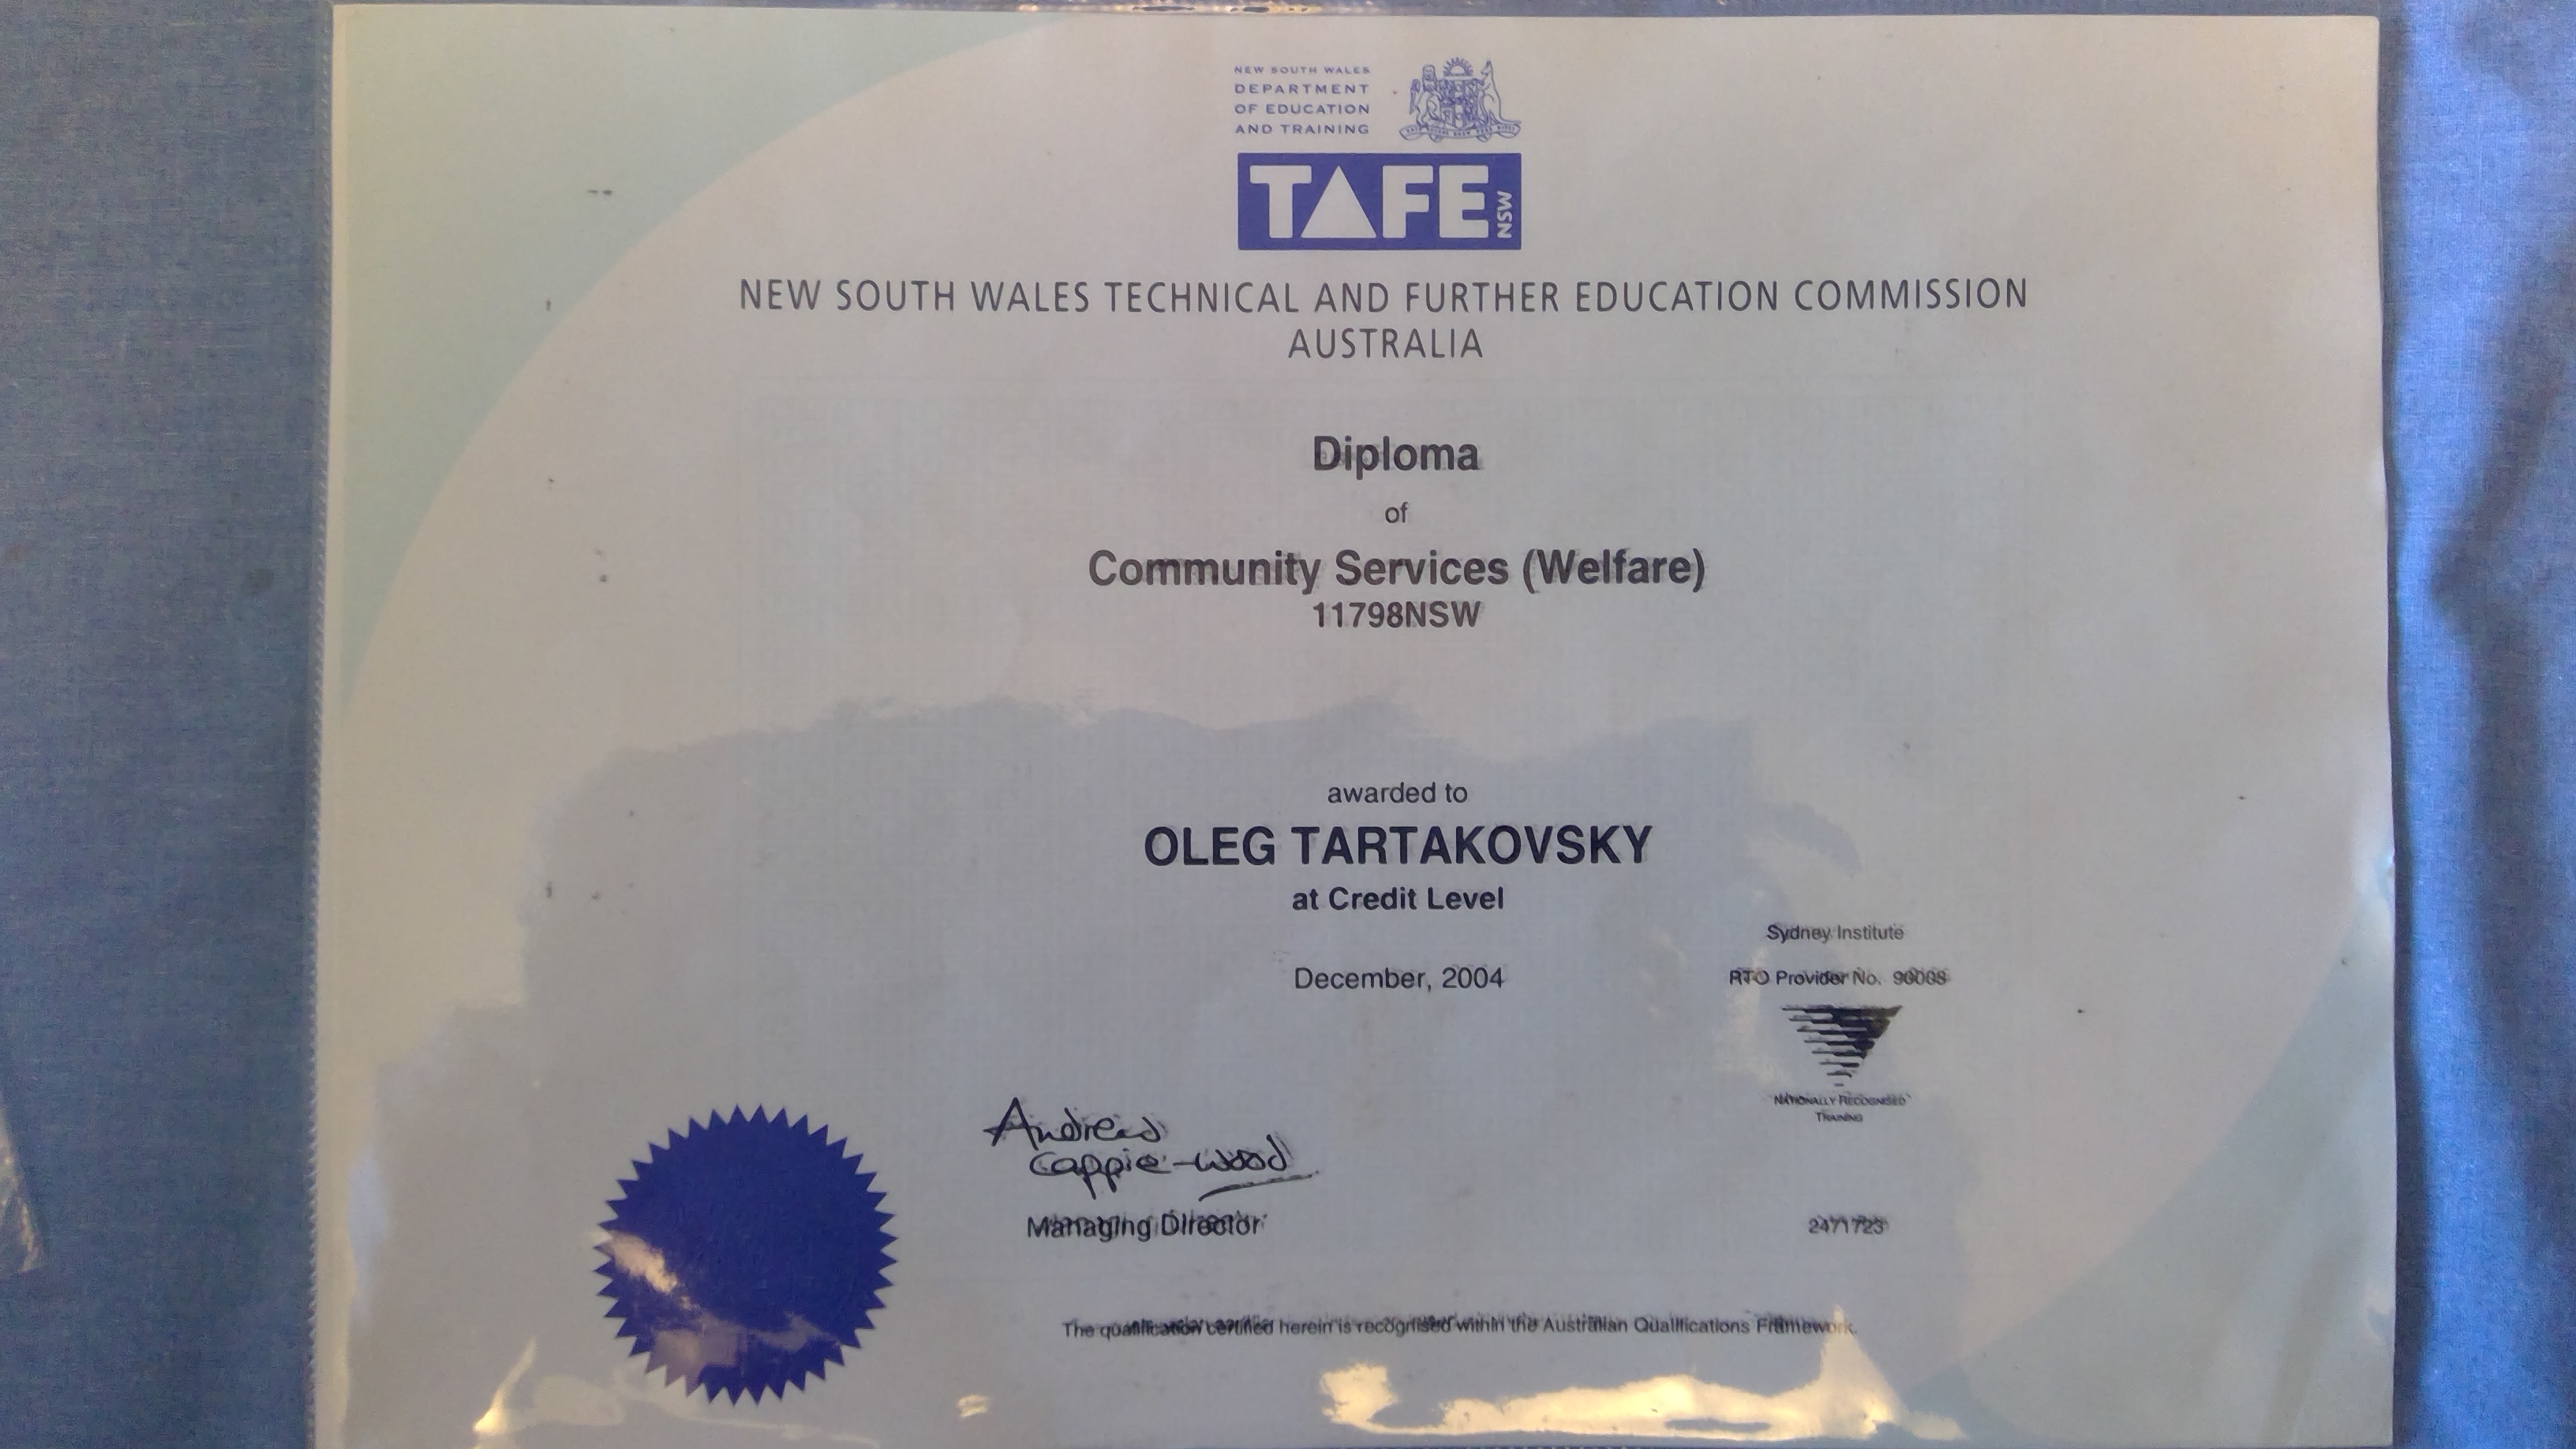 NEW SOUTH WALES
DEPARTMENT
OF EDUCATION
AND TRAINING
TAFE NSW
NEW SOUTH WALES TECHNICAL AND FURTHER EDUCATION COMMISSION
AUSTRALIA
Diploma
of
Community Services (Welfare)
11798NSW
awarded to
OLEG TARTAKOVSKY
at Credit Level
December, 2004
Sydney Institute
RTO Provider No. 90008
NATIONALLY RECOGNISED
TRAINING
Andrew
Cappie-Wood
Managing Director
2471723
The qualification certified herein is recognised within the Australian Qualifications Framework.